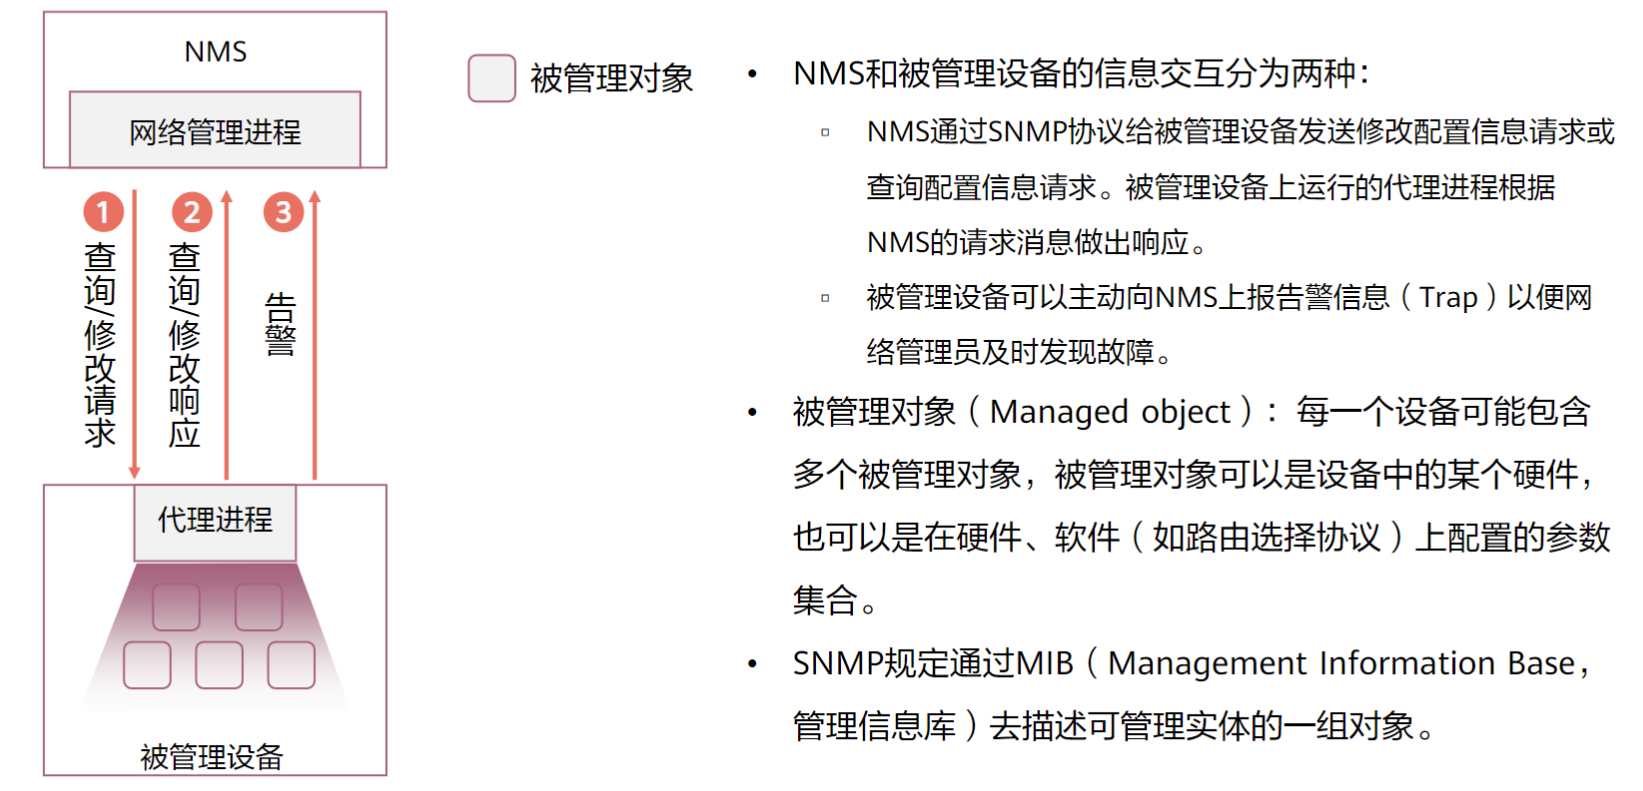 NMS
网络管理进程
1
查询/修改请求
2
查询/修改响应
3
告警
代理进程
被管理设备
被管理对象
• NMS和被管理设备的信息交互分为两种：
▫ NMS通过SNMP协议给被管理设备发送修改配置信息请求或
查询配置信息请求。被管理设备上运行的代理进程根据
NMS的请求消息做出响应。
▫ 被管理设备可以主动向NMS上报告警信息（Trap）以便网
络管理员及时发现故障。
• 被管理对象（Managed object）：每一个设备可能包含
多个被管理对象，被管理对象可以是设备中的某个硬件，
也可以是在硬件、软件（如路由选择协议）上配置的参数
集合。
• SNMP规定通过MIB（Management Information Base，
管理信息库）去描述可管理实体的一组对象。